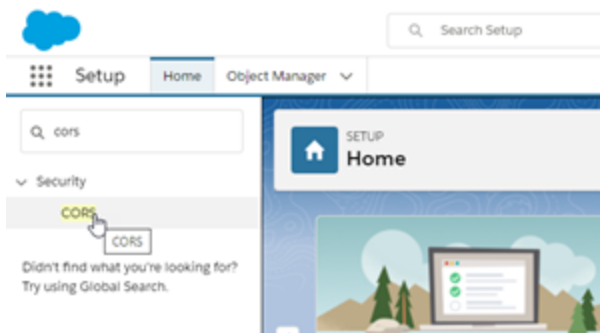 Search Setup
Setup
Home
Object Manager
cors
SETUP
Home
Security
CORS
CORS
Didn't find what you're looking for?
Try using Global Search.